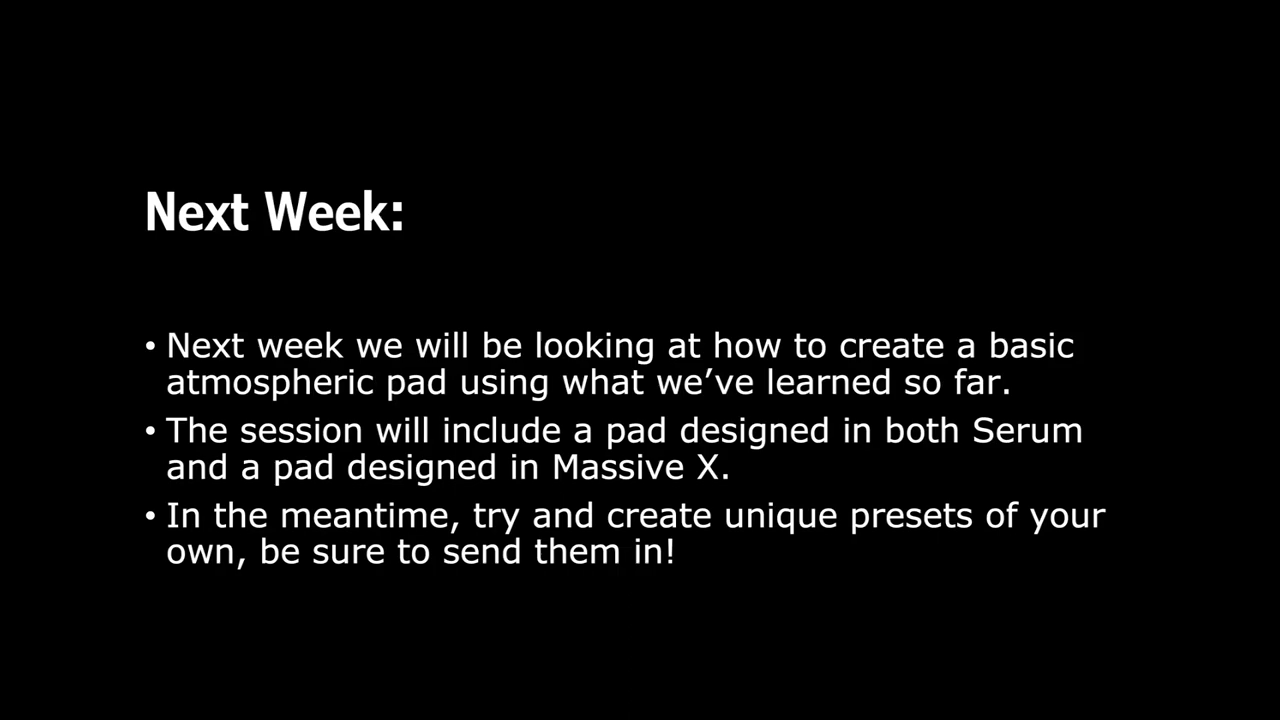 Next Week:
• Next week we will be looking at how to create a basic
atmospheric pad using what we’ve learned so far.
• The session will include a pad designed in both Serum
and a pad designed in Massive X.
• In the meantime, try and create unique presets of your
own, be sure to send them in!